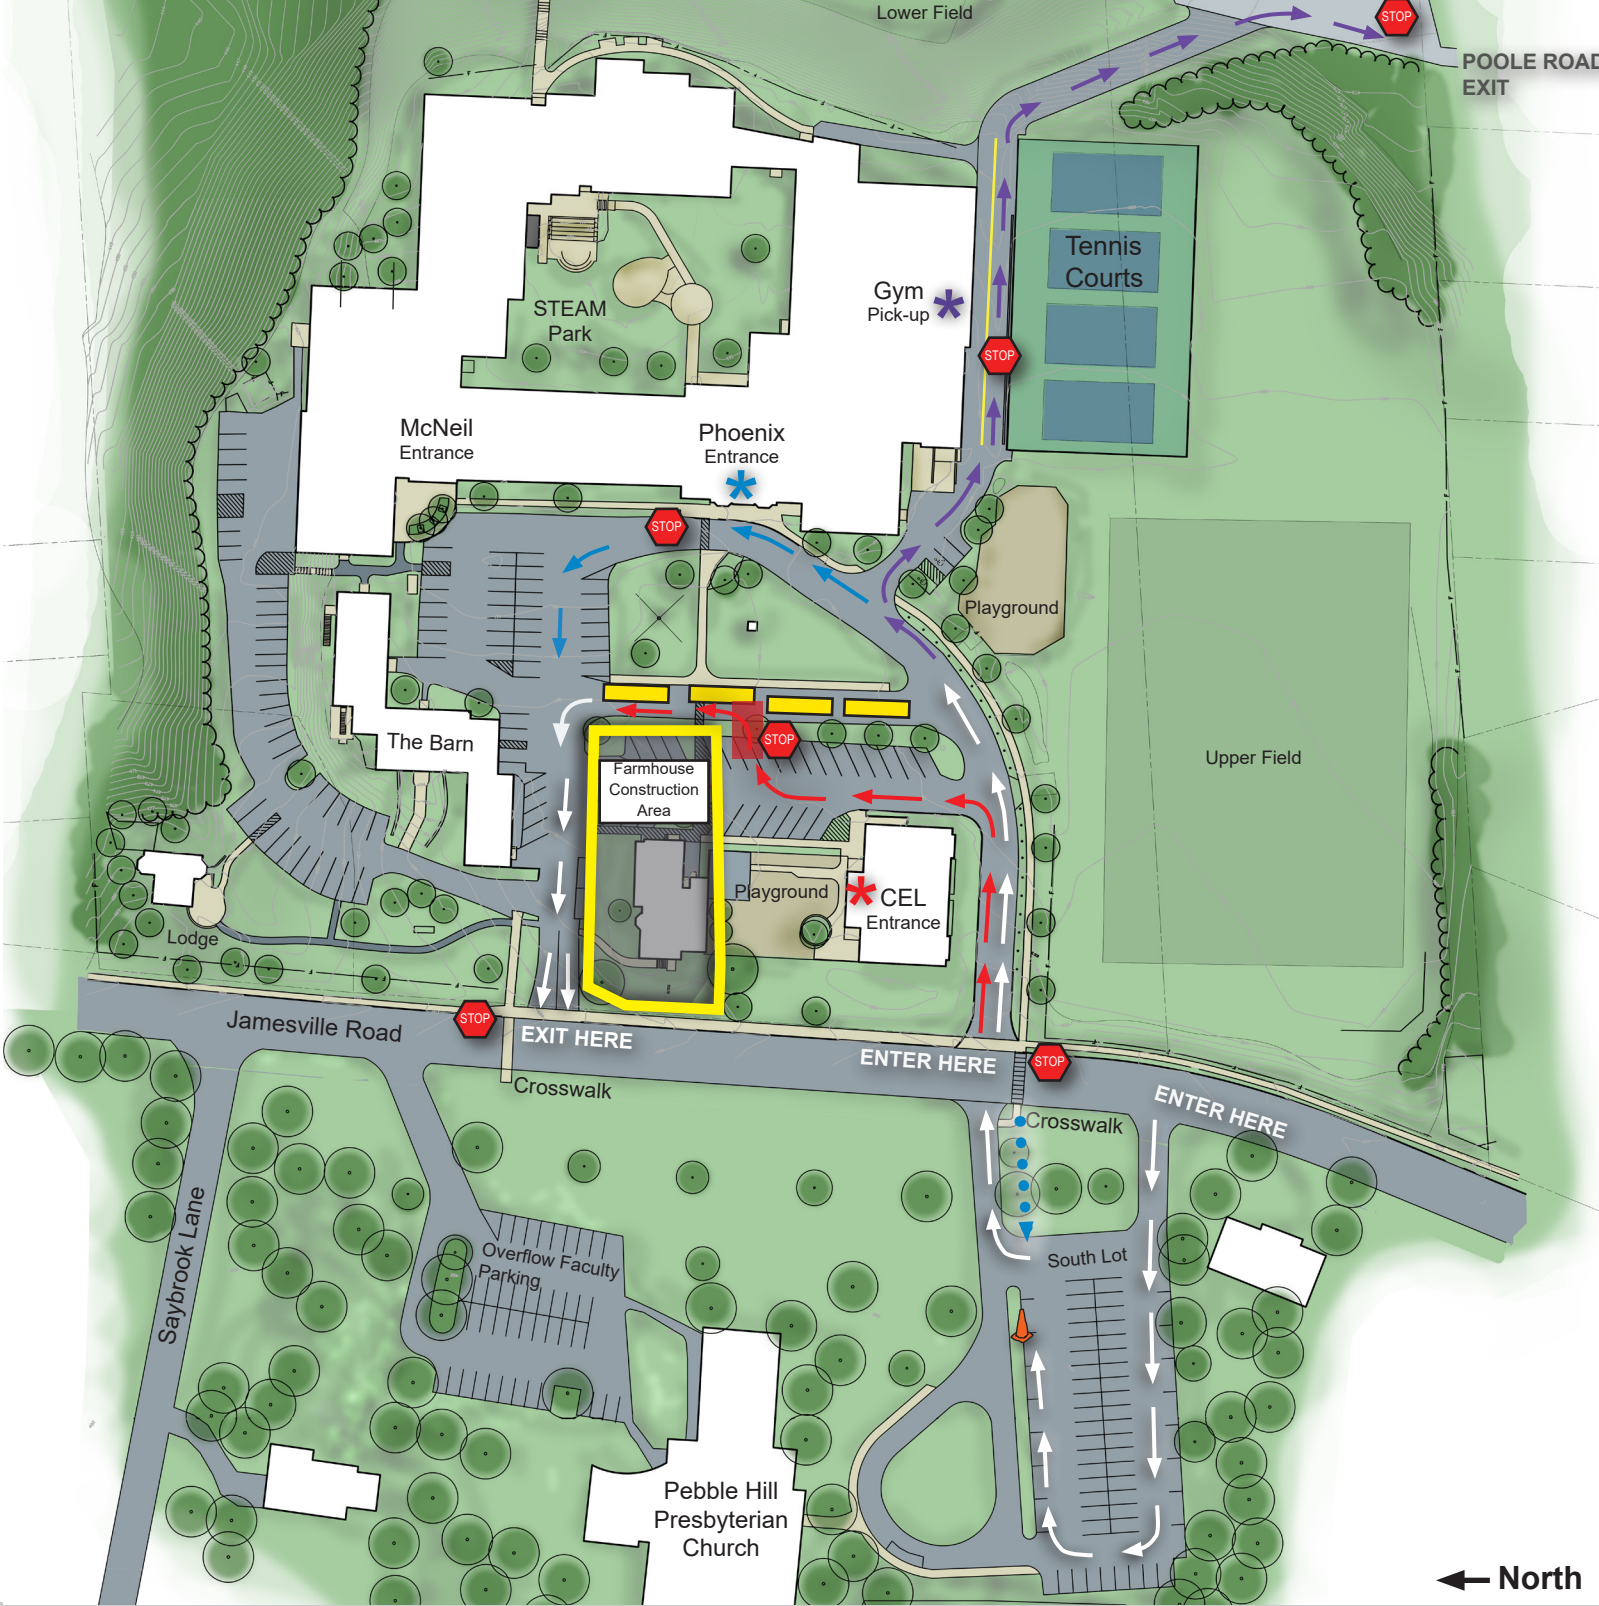 Lower Field
STOP
POOLE ROAD
EXIT
Tennis
Courts
Gym
Pick-up
STEAM
Park
STOP
McNeil
Entrance
Phoenix
Entrance
STOP
Playground
STOP
The Barn
Farmhouse
Construction
Area
Upper Field
Playground
CEL
Entrance
Lodge
STOP
Jamesville Road
EXIT HERE
ENTER HERE
STOP
Crosswalk
Crosswalk
ENTER HERE
Saybrook Lane
Overflow Faculty
Parking
South Lot
Pebble Hill
Presbyterian
Church
North